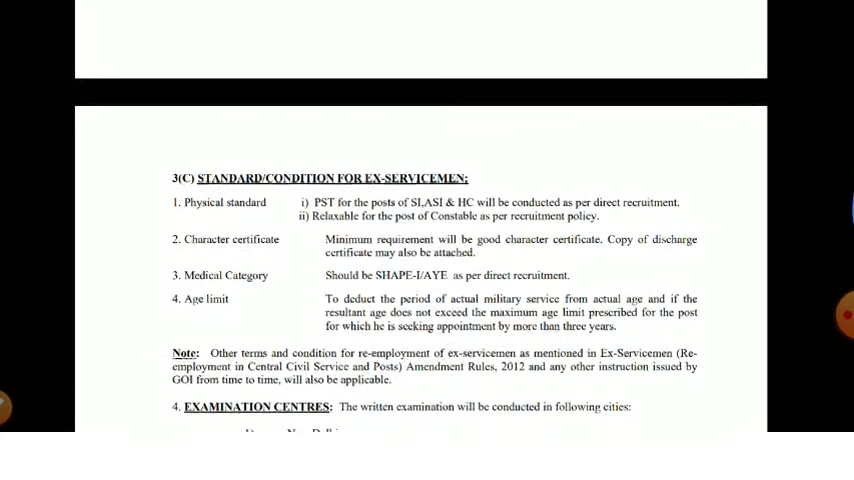 3(C) STANDARD/CONDITION FOR EX-SERVICEMEN:
1. Physical standard i) PST for the posts of SI,ASI & HC will be conducted as per direct recruitment.
ii) Relaxable for the post of Constable as per recruitment policy.
2. Character certificate Minimum requirement will be good character certificate. Copy of discharge
certificate may also be attached.
3. Medical Category Should be SHAPE-I/AYE as per direct recruitment.
4. Age limit To deduct the period of actual military service from actual age and if the
resultant age does not exceed the maximum age limit prescribed for the post
for which he is seeking appointment by more than three years.
Note: Other terms and condition for re-employment of ex-servicemen as mentioned in Ex-Servicemen (Re-
employment in Central Civil Service and Posts) Amendment Rules, 2012 and any other instruction issued by
GOI from time to time, will also be applicable.
4. EXAMINATION CENTRES: The written examination will be conducted in following cities: